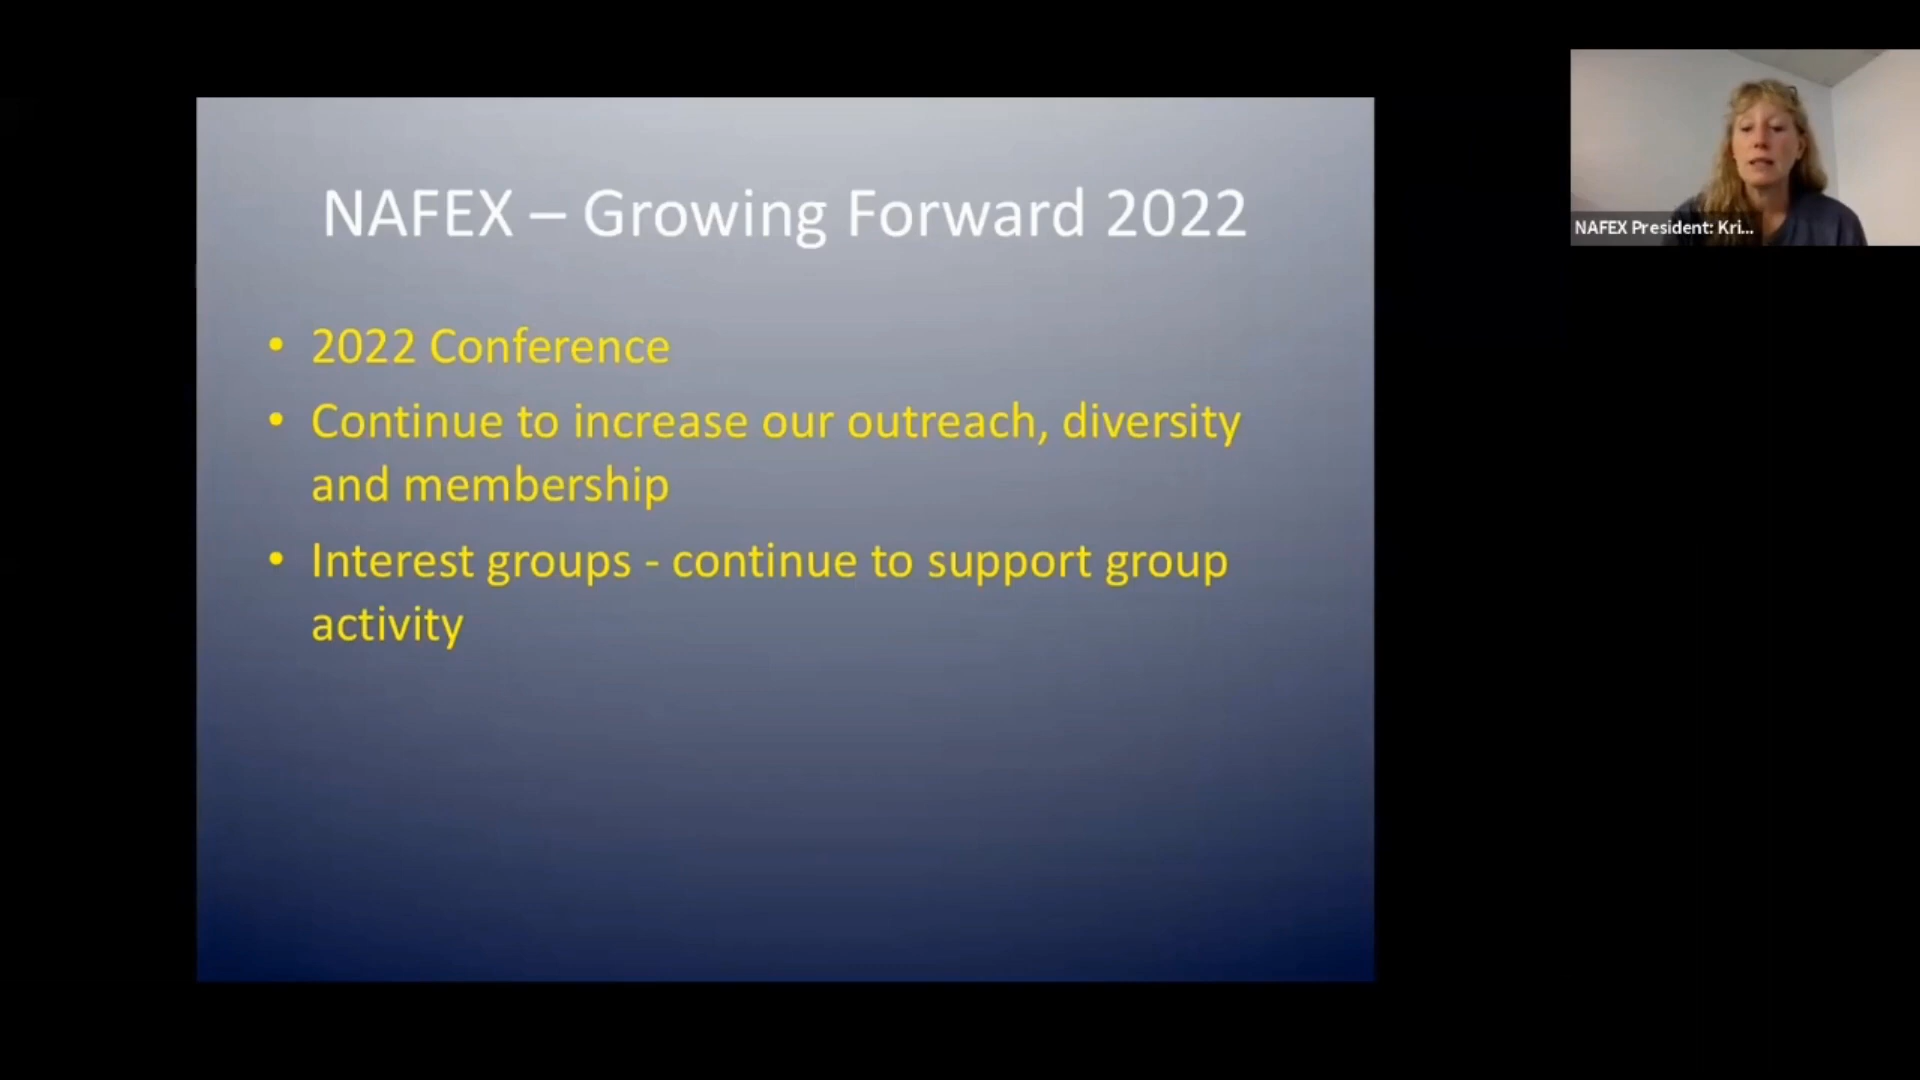 NAFEX – Growing Forward 2022
• 2022 Conference
• Continue to increase our outreach, diversity
and membership
• Interest groups - continue to support group
activity
NAFEX President: Kri...